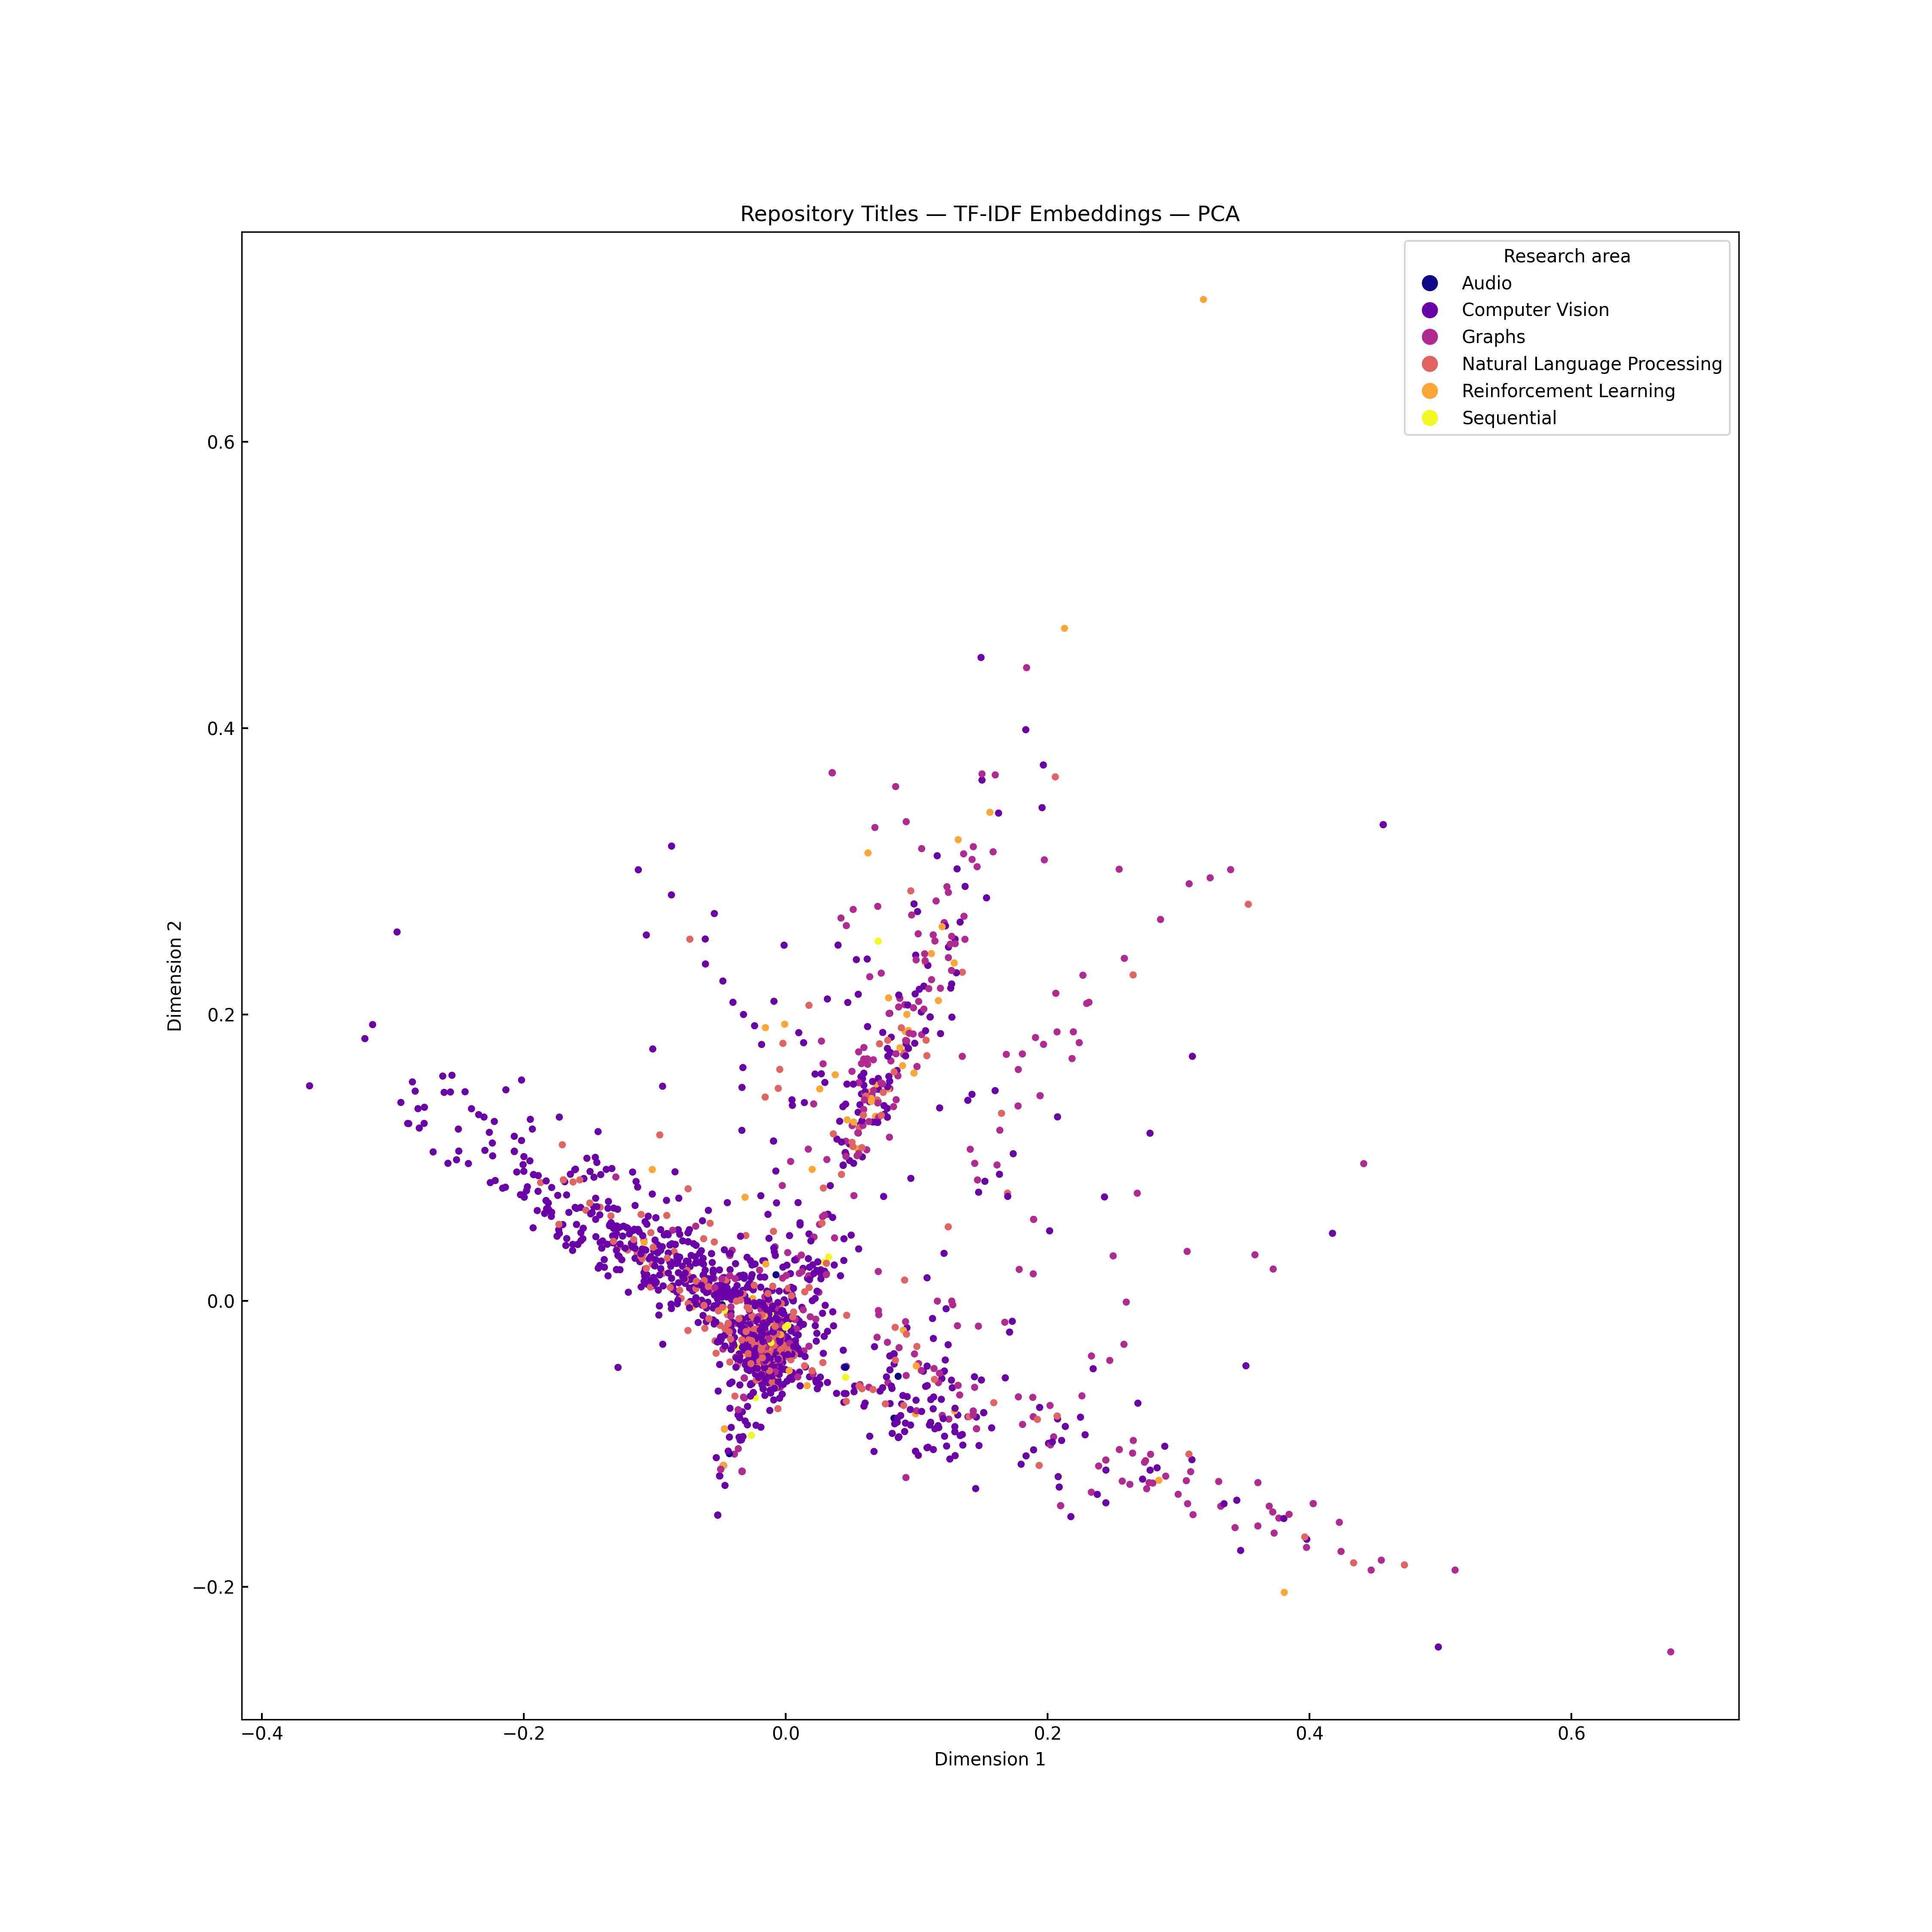 Repository Titles — TF-IDF Embeddings — PCA
Research area
Audio
Computer Vision
Graphs
Natural Language Processing
Reinforcement Learning
Sequential
Dimension 2
0.6
0.4
0.2
0.0
−0.2
−0.4
−0.2
0.0
0.2
0.4
0.6
Dimension 1